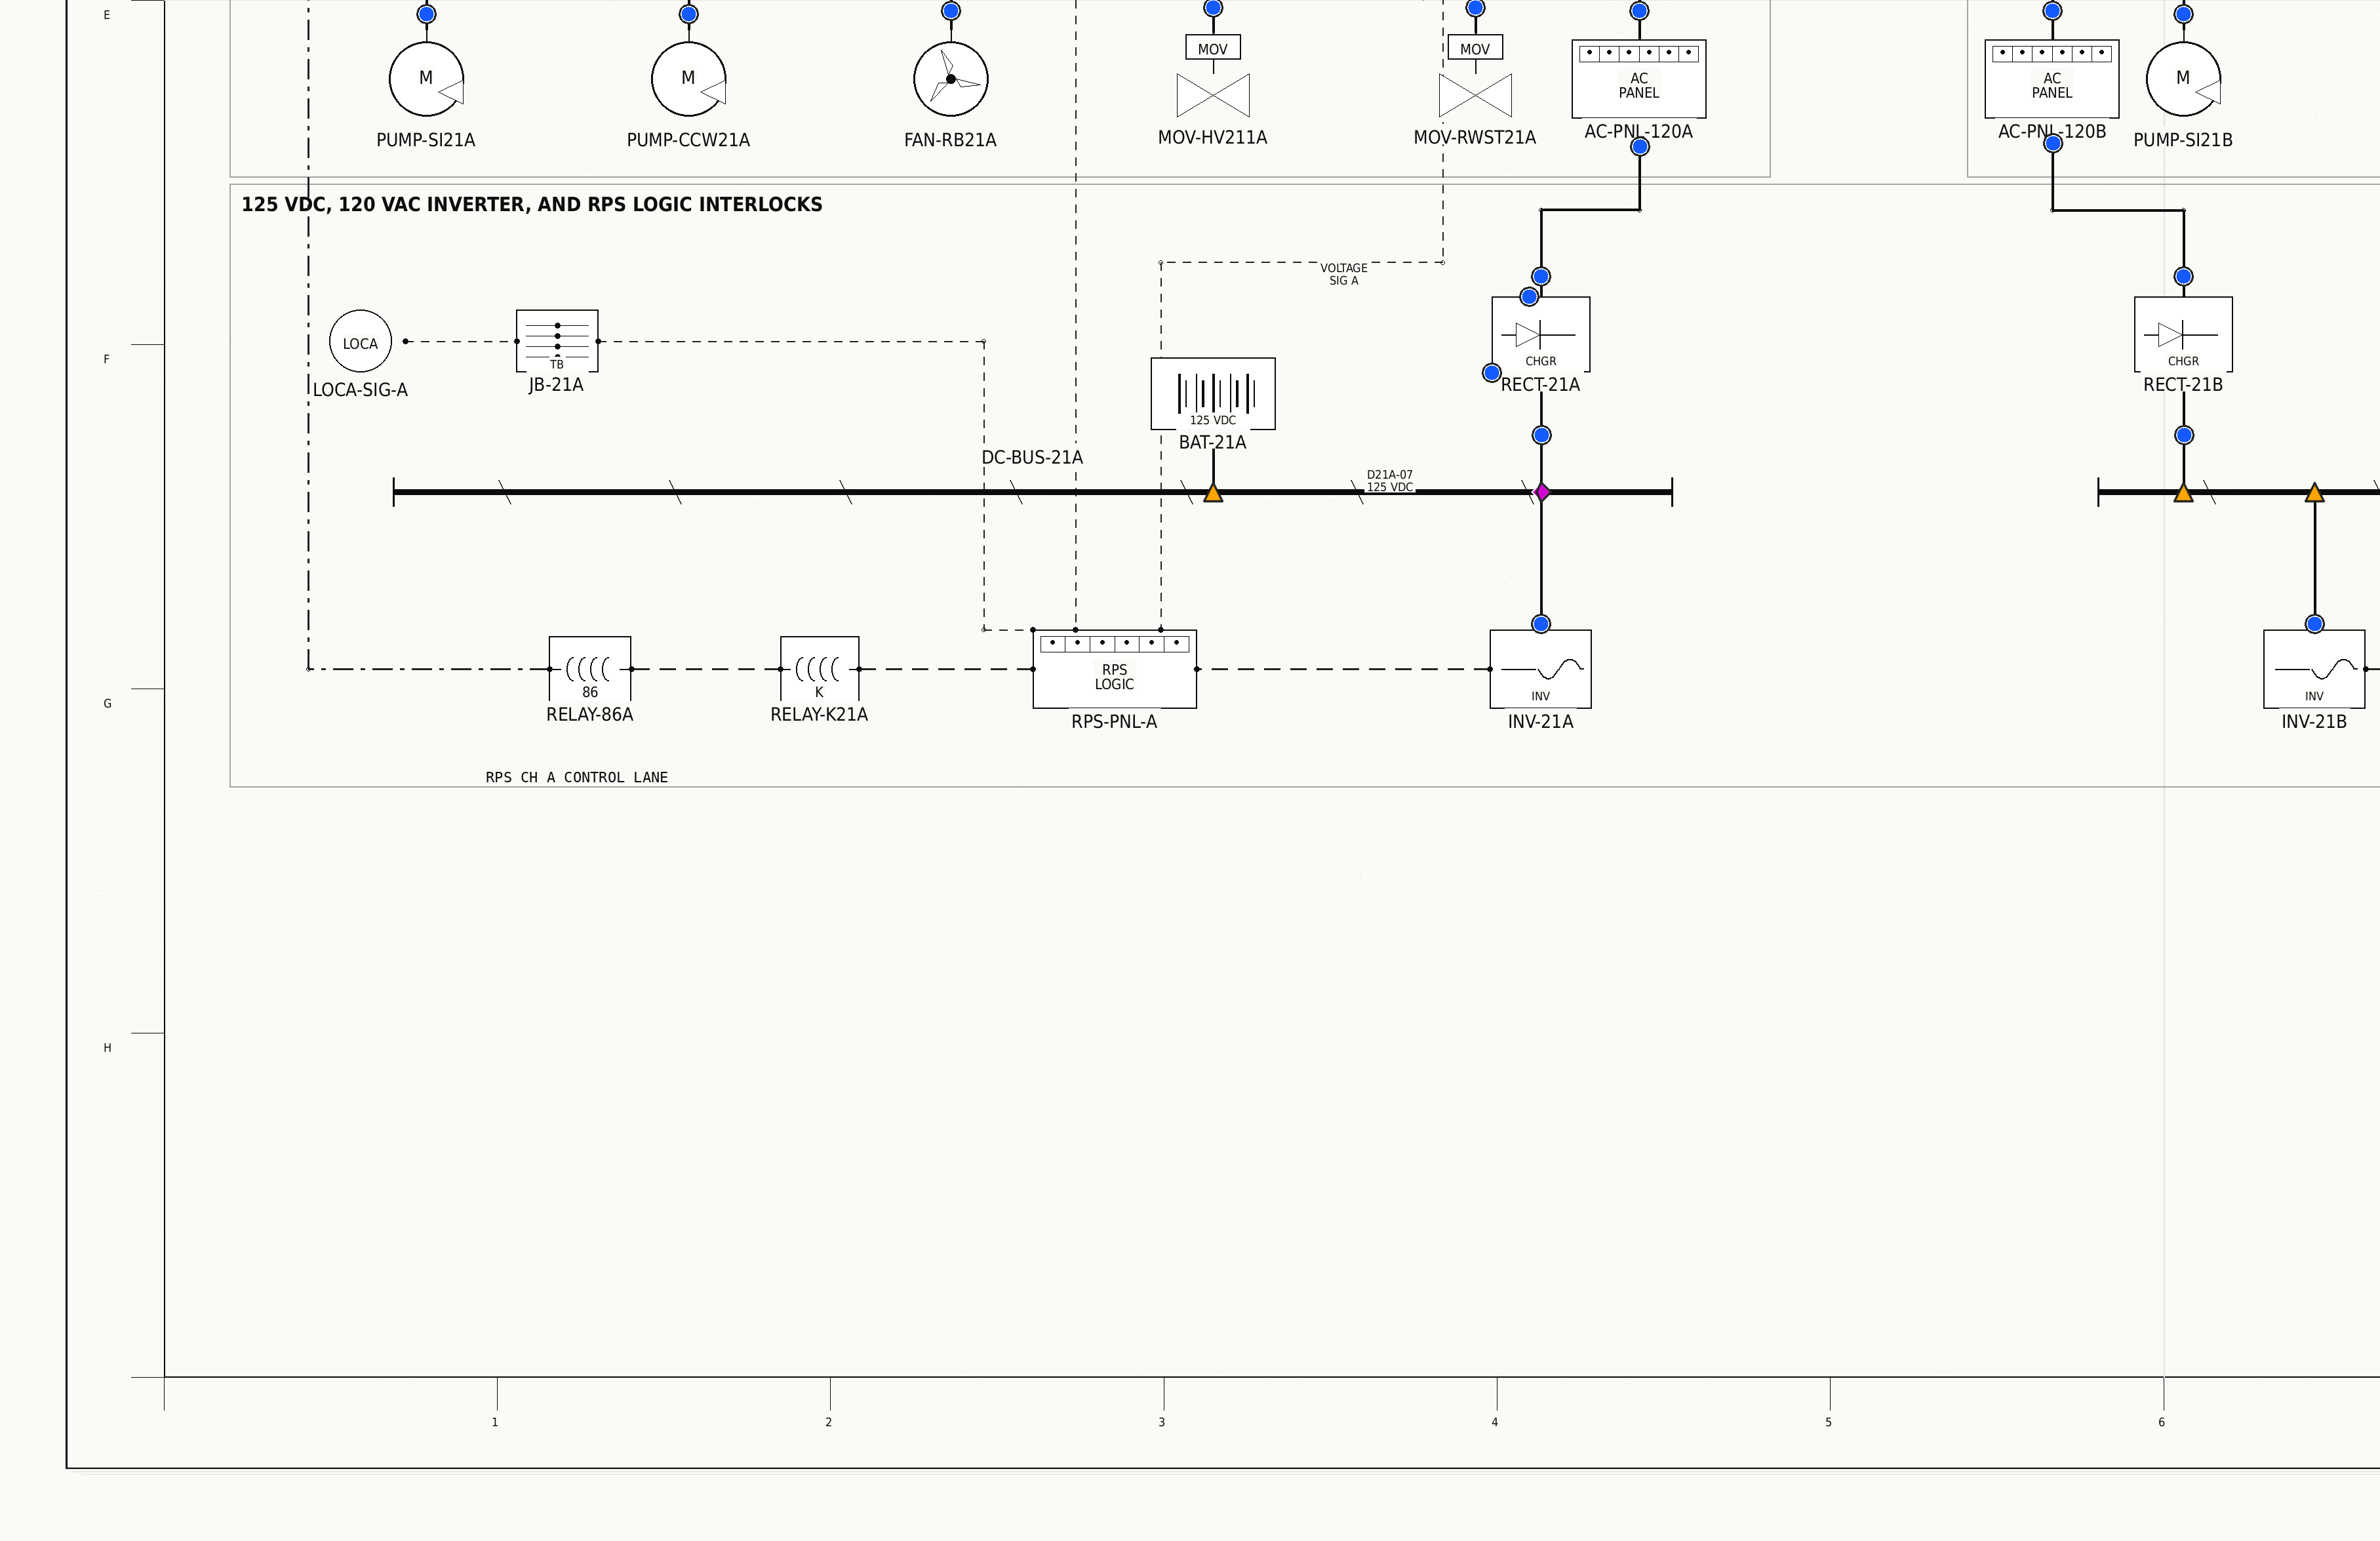 E
MOV
MOV
M
M
AC
PANEL
AC
PANEL
M
PUMP-SI21A
PUMP-CCW21A
FAN-RB21A
MOV-HV211A
MOV-RWST21A
AC-PNL-120A
AC-PNL-120B
PUMP-SI21B
125 VDC, 120 VAC INVERTER, AND RPS LOGIC INTERLOCKS
VOLTAGE
SIG A
F
LOCA
TB
CHGR
CHGR
LOCA-SIG-A
JB-21A
RECT-21A
RECT-21B
125 VDC
BAT-21A
DC-BUS-21A
D21A-07
125 VDC
G
86
K
RPS
LOGIC
INV
INV
RELAY-86A
RELAY-K21A
RPS-PNL-A
INV-21A
INV-21B
RPS CH A CONTROL LANE
H
1
2
3
4
5
6